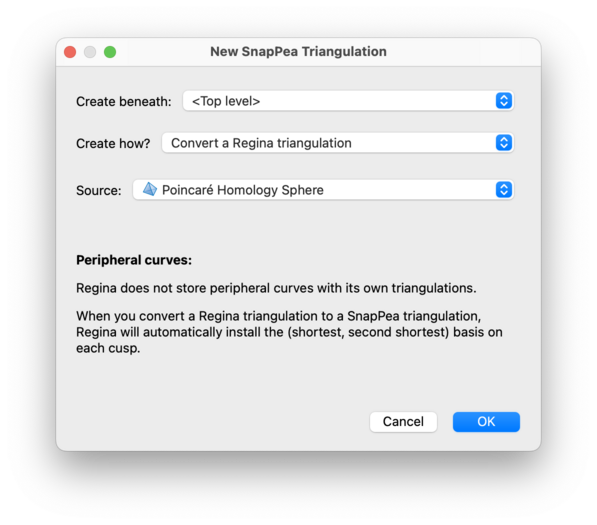 New SnapPea Triangulation
Create beneath: <Top level>
Create how? Convert a Regina triangulation
Source: Poincaré Homology Sphere
Peripheral curves:
Regina does not store peripheral curves with its own triangulations.
When you convert a Regina triangulation to a SnapPea triangulation,
Regina will automatically install the (shortest, second shortest) basis on
each cusp.
Cancel OK